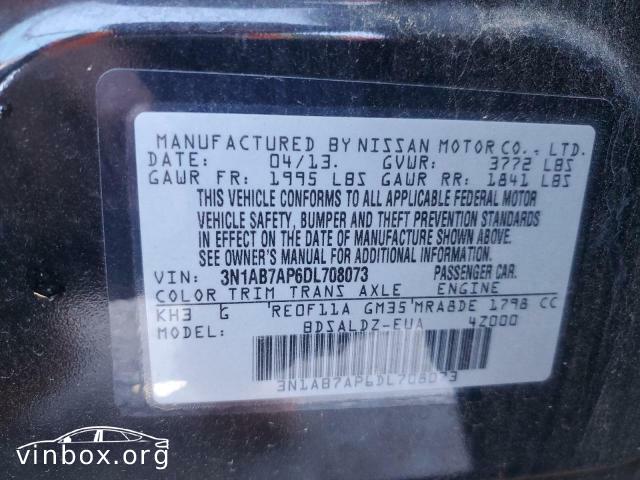 MANUFACTURED BY NISSAN MOTOR CO., LTD.
DATE: 04/13. GVWR: 3772 LBS
GAWR FR: 1995 LBS GAWR RR: 1841 LBS
THIS VEHICLE CONFORMS TO ALL APPLICABLE FEDERAL MOTOR
VEHICLE SAFETY, BUMPER AND THEFT PREVENTION STANDARDS
IN EFFECT ON THE DATE OF MANUFACTURE SHOWN ABOVE.
SEE OWNER'S MANUAL FOR ADDITIONAL INFORMATION.
VIN: 3N1AB7AP6DL708073 PASSENGER CAR.
COLOR TRIM TRANS AXLE ENGINE
KH3 G RE0F11A GM35 MRA8DE 1798 CC
MODEL: BDSALDZ-EUA 4Z000
3N1AB7AP6DL708073
vinbox.org